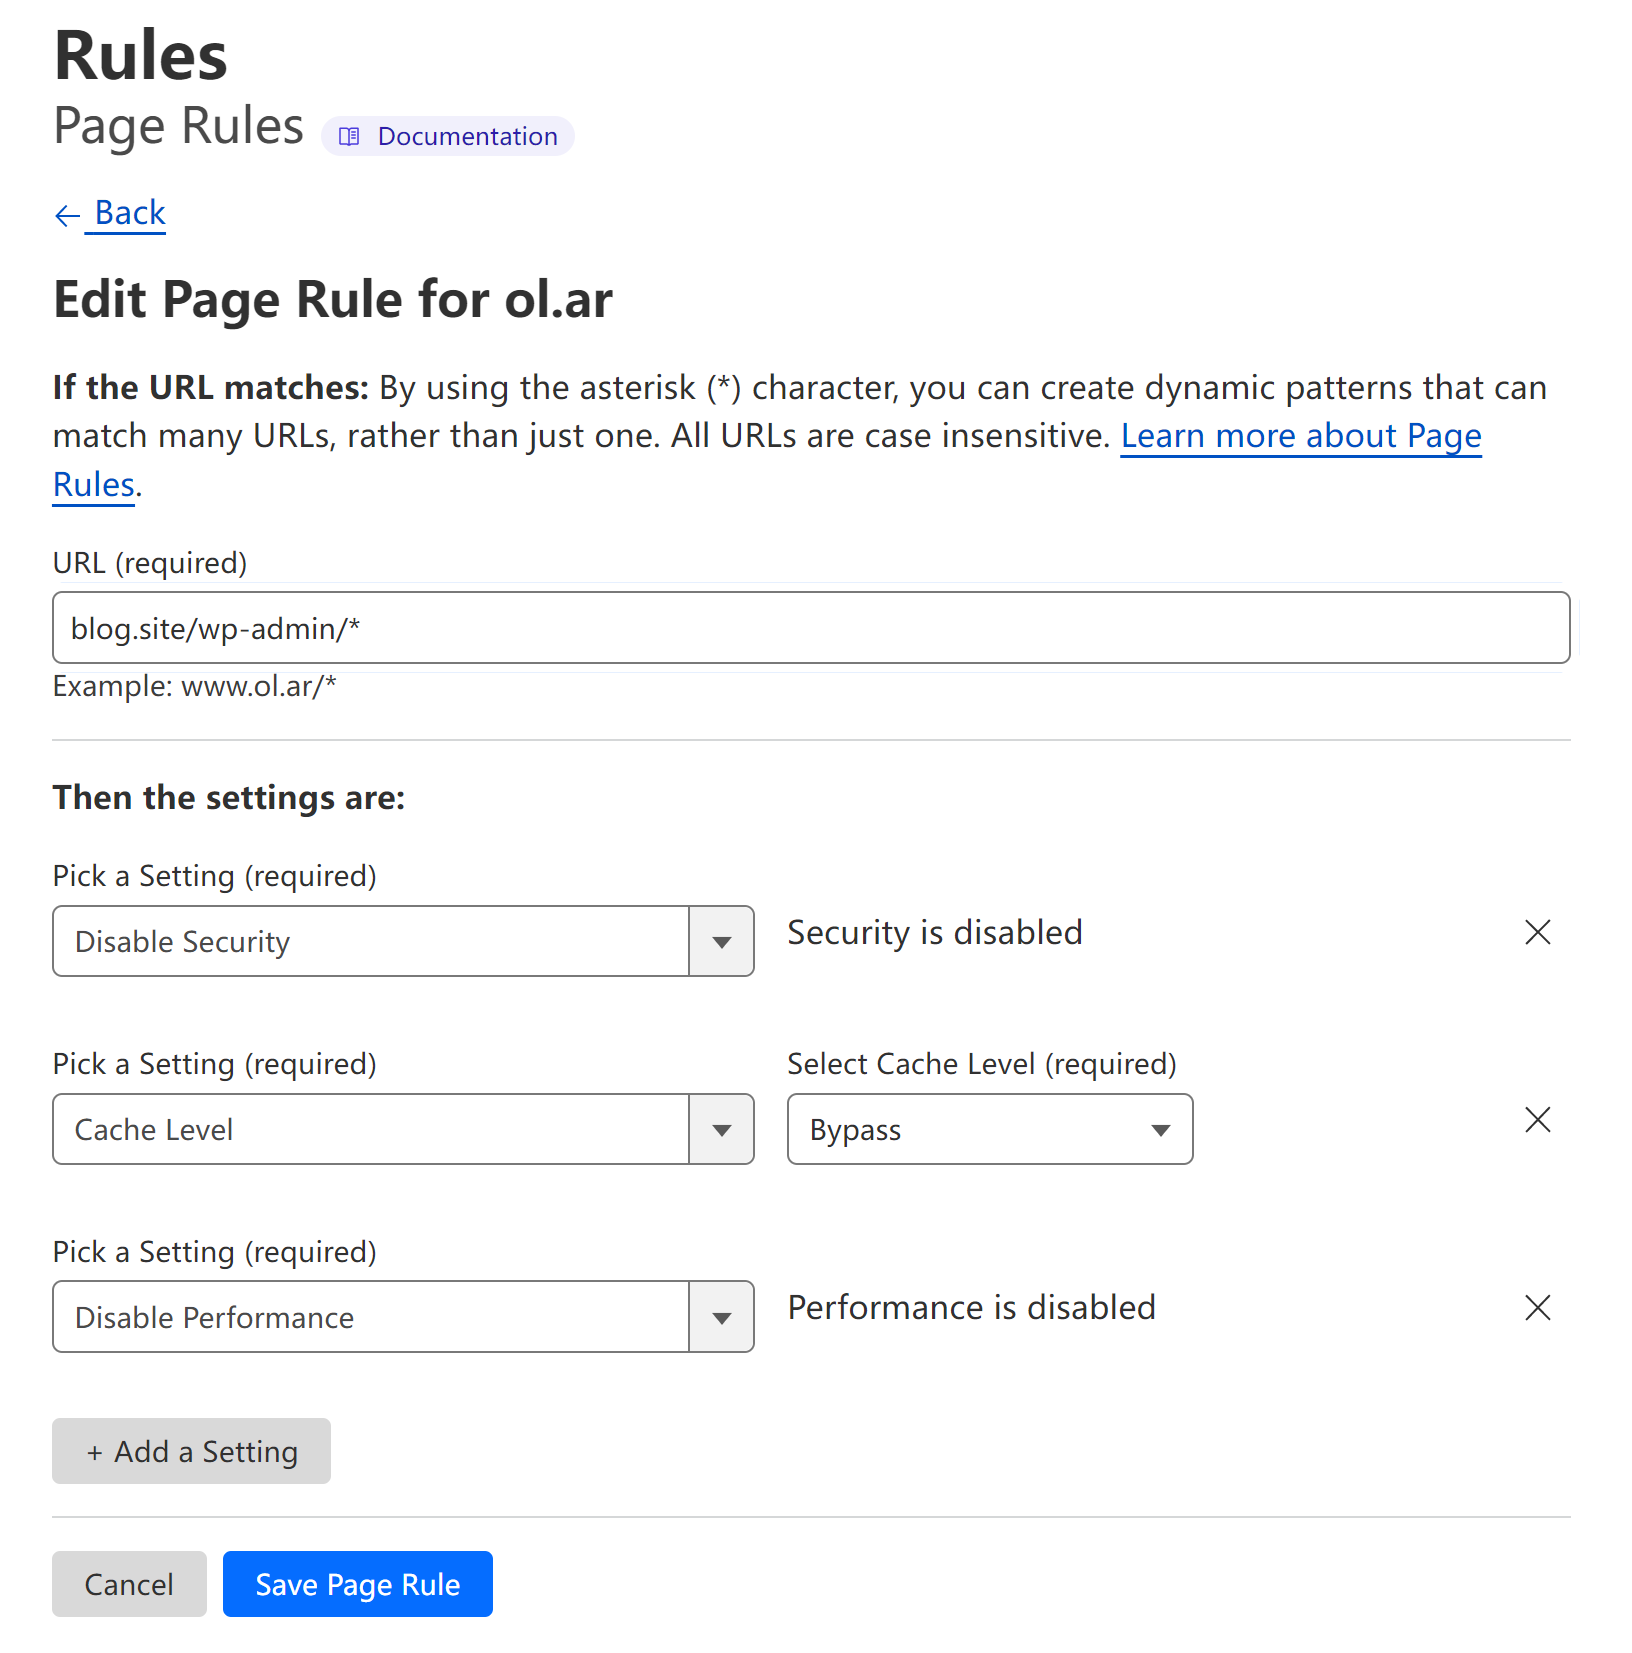 Rules
Page Rules Documentation
← Back
Edit Page Rule for ol.ar
If the URL matches: By using the asterisk (*) character, you can create dynamic patterns that can
match many URLs, rather than just one. All URLs are case insensitive. Learn more about Page
Rules.
URL (required)
blog.site/wp-admin/*
Example: www.ol.ar/*
Then the settings are:
Pick a Setting (required)
Disable Security
Security is disabled
Pick a Setting (required)
Select Cache Level (required)
Cache Level
Bypass
Pick a Setting (required)
Disable Performance
Performance is disabled
+ Add a Setting
Cancel
Save Page Rule